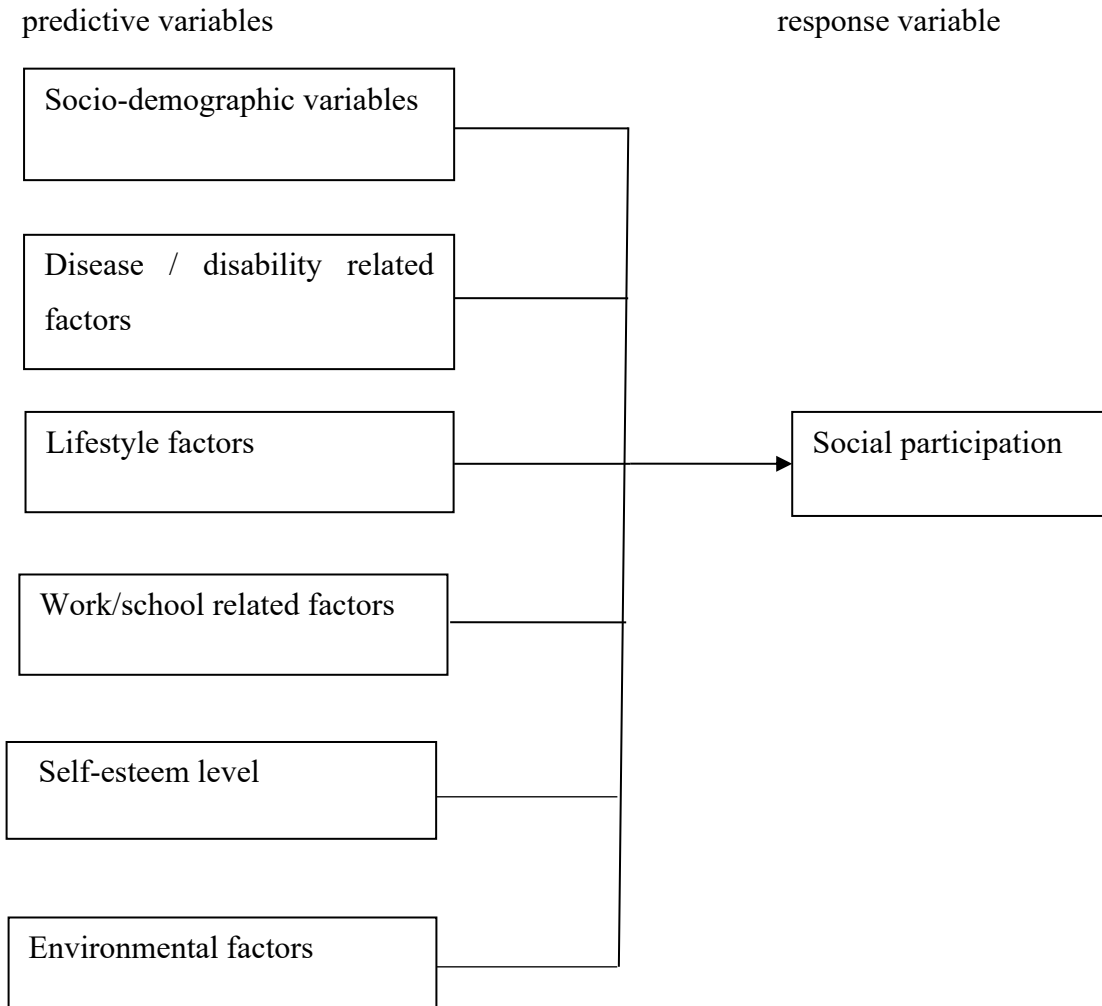 predictive variables
response variable
Socio-demographic variables
Disease / disability related
factors
Lifestyle factors
Social participation
Work/school related factors
Self-esteem level
Environmental factors